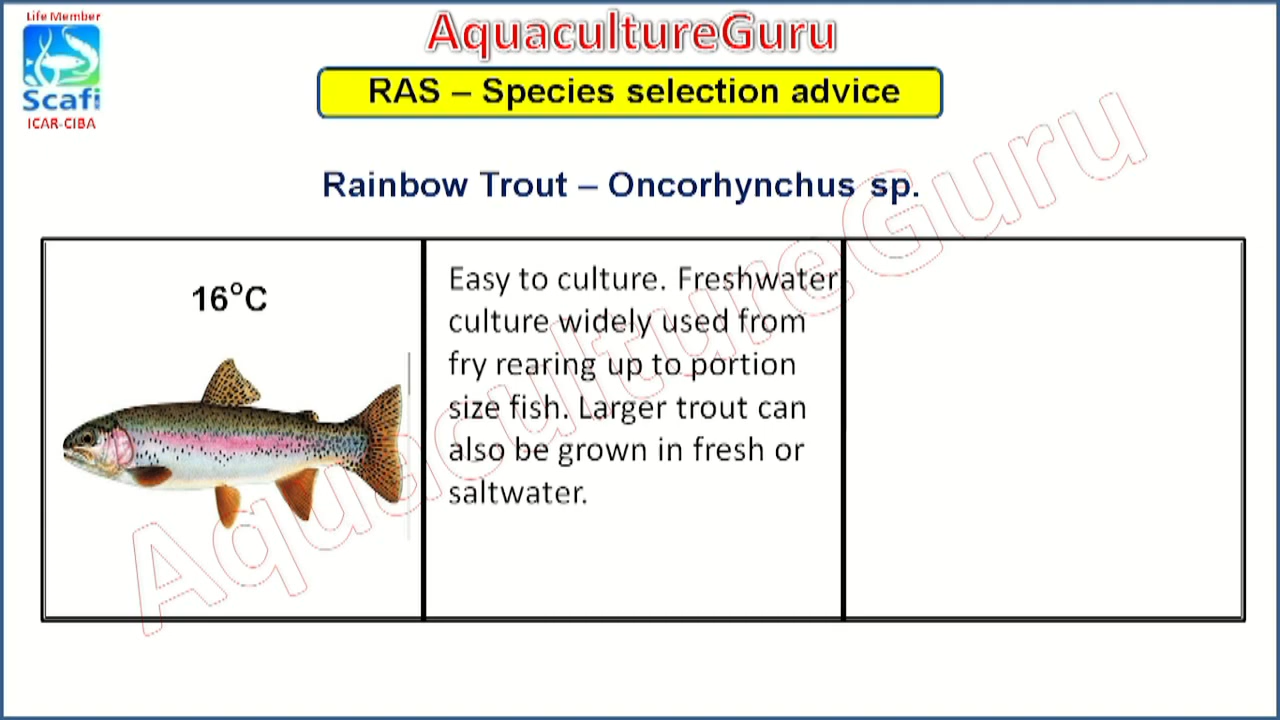 Life Member
Scafi
ICAR-CIBA
AquacultureGuru
RAS – Species selection advice
Rainbow Trout – Oncorhynchus sp.
16°C
Easy to culture. Freshwater
culture widely used from
fry rearing up to portion
size fish. Larger trout can
also be grown in fresh or
saltwater.
AquacultureGuru